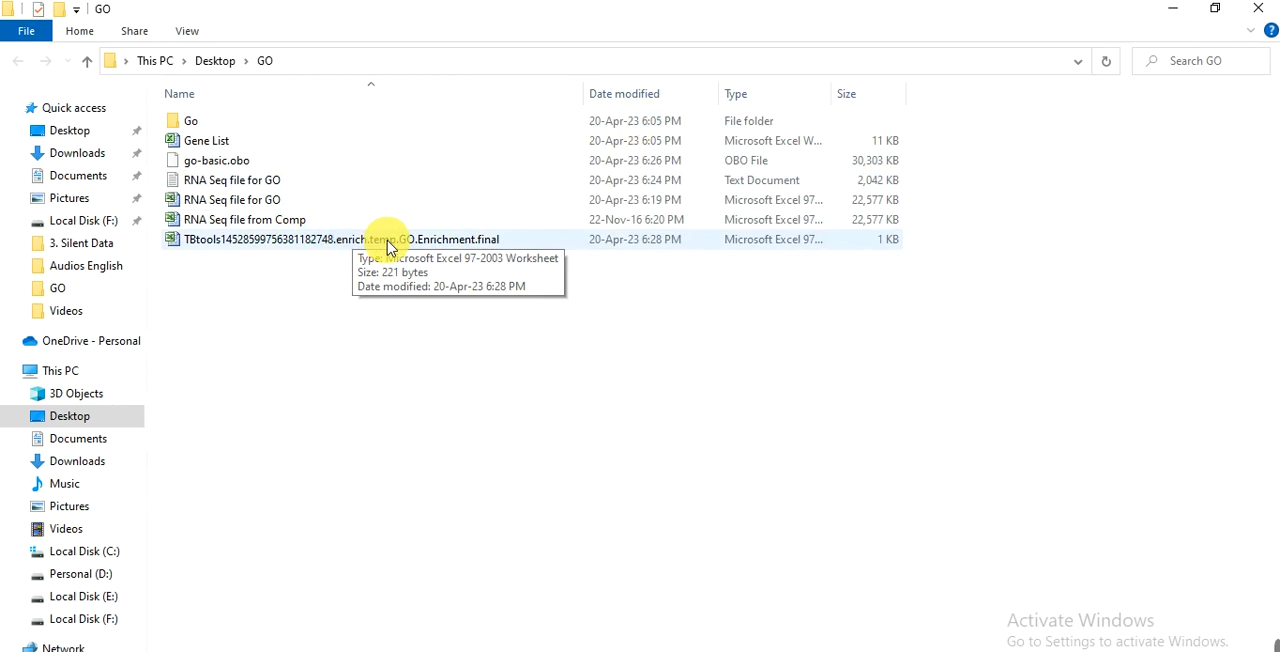 GO
File Home Share View
This PC > Desktop > GO Search GO
Name Date modified Type Size
Quick access
Desktop
Downloads
Documents
Pictures
Local Disk (F:)
3. Silent Data
Audios English
GO
Videos
OneDrive - Personal
This PC
3D Objects
Desktop
Documents
Downloads
Music
Pictures
Videos
Local Disk (C:)
Personal (D:)
Local Disk (E:)
Local Disk (F:)
Network
Go 20-Apr-23 6:05 PM File folder
Gene List 20-Apr-23 6:05 PM Microsoft Excel W... 11 KB
go-basic.obo 20-Apr-23 6:26 PM OBO File 30,303 KB
RNA Seq file for GO 20-Apr-23 6:24 PM Text Document 2,042 KB
RNA Seq file for GO 20-Apr-23 6:19 PM Microsoft Excel 97... 22,577 KB
RNA Seq file from Comp 22-Nov-16 6:20 PM Microsoft Excel 97... 22,577 KB
TBtools14528599756381182748.enrich.temp.GO.Enrichment.final 20-Apr-23 6:28 PM Microsoft Excel 97... 1 KB
Type: Microsoft Excel 97-2003 Worksheet
Size: 221 bytes
Date modified: 20-Apr-23 6:28 PM
Activate Windows
Go to Settings to activate Windows.